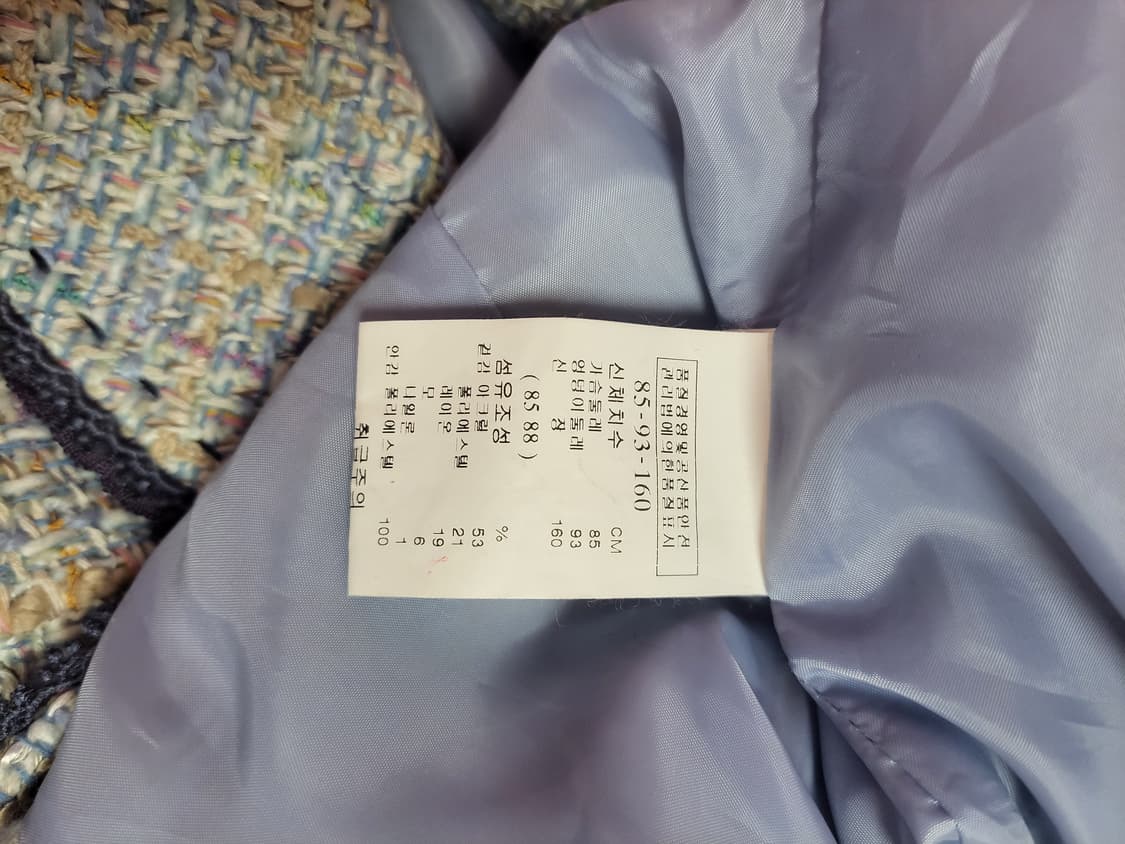 품질경영및공산품안전
관리법에의한품질표시
85-93-160
신체치수 CM
가슴둘레 85
엉덩이둘레 93
신 장 160
( 85 88 )
섬유조성 %
겉감 아크릴 53
폴리에스텔 21
레이온 19
모 6
나일론 1
안감 폴리에스텔 100
취급주의